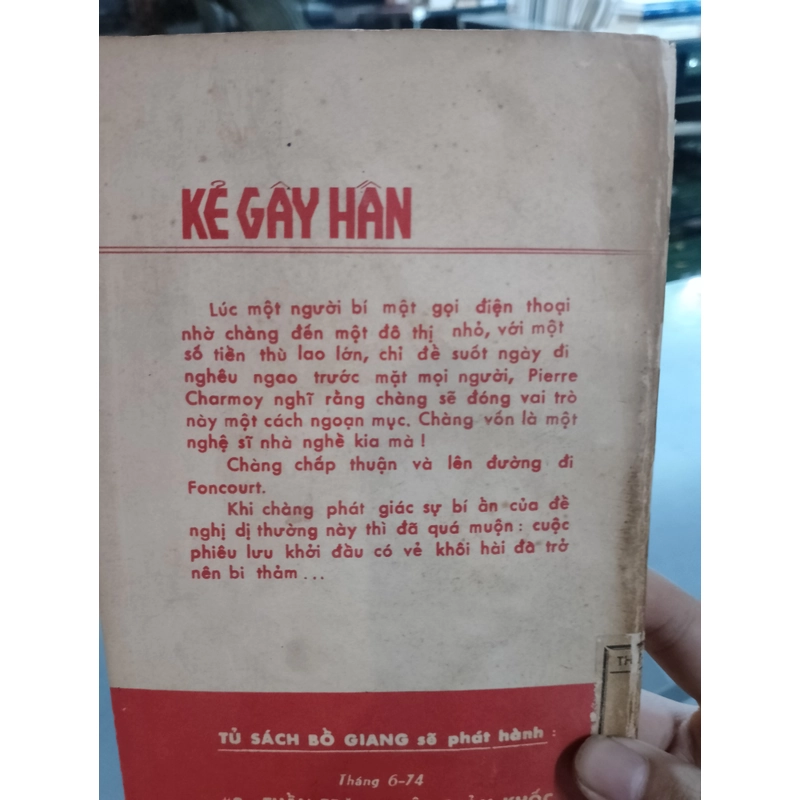 KẺ GÂY HẤN
Lúc một người bí mật gọi điện thoại
nhờ chàng đến một đô thị nhỏ, với một
số tiền thù lao lớn, chỉ để suốt ngày đi
nghêu ngao trước mặt mọi người, Pierre
Charmoy nghĩ rằng chàng sẽ đóng vai trò
này một cách ngoạn mục. Chàng vốn là một
nghệ sĩ nhà nghề kia mà !
Chàng chấp thuận và lên đường đi
Foncourt.
Khi chàng phát giác sự bí ẩn của đề
nghị dị thường này thì đã quá muộn : cuộc
phiêu lưu khởi đầu có vẻ khôi hài đã trở
nên bi thảm ...
TH
TỦ SÁCH BỒ GIANG sẽ phát hành :
Tháng 6-74